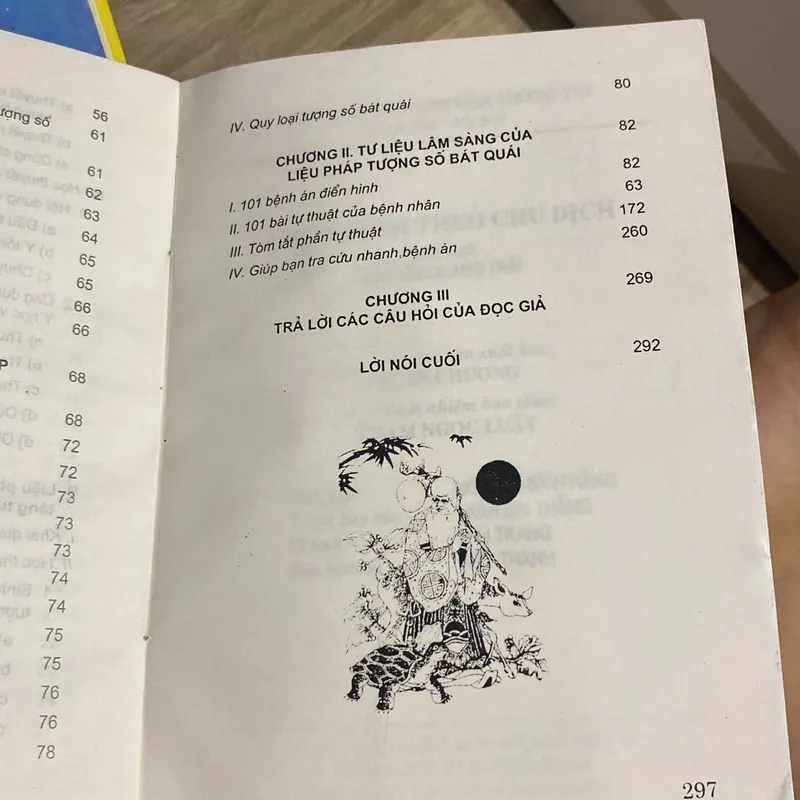 56
ượng số 61
61
62
63
64
65
65
66
66
P 68
68
72
72
73
73
73
74
74
75
75
76
76
78
IV. Quy loại tượng số bát quái 80
CHƯƠNG II. TƯ LIỆU LÂM SÀNG CỦA 82
LIỆU PHÁP TƯỢNG SỐ BÁT QUÁI
I. 101 bệnh án điển hình 82
II. 101 bài tự thuật của bệnh nhân 63
III. Tóm tắt phần tự thuật 172
IV. Giúp bạn tra cứu nhanh bệnh án 260
CHƯƠNG III 269
TRẢ LỜI CÁC CÂU HỎI CỦA ĐỌC GIẢ
LỜI NÓI CUỐI 292
297